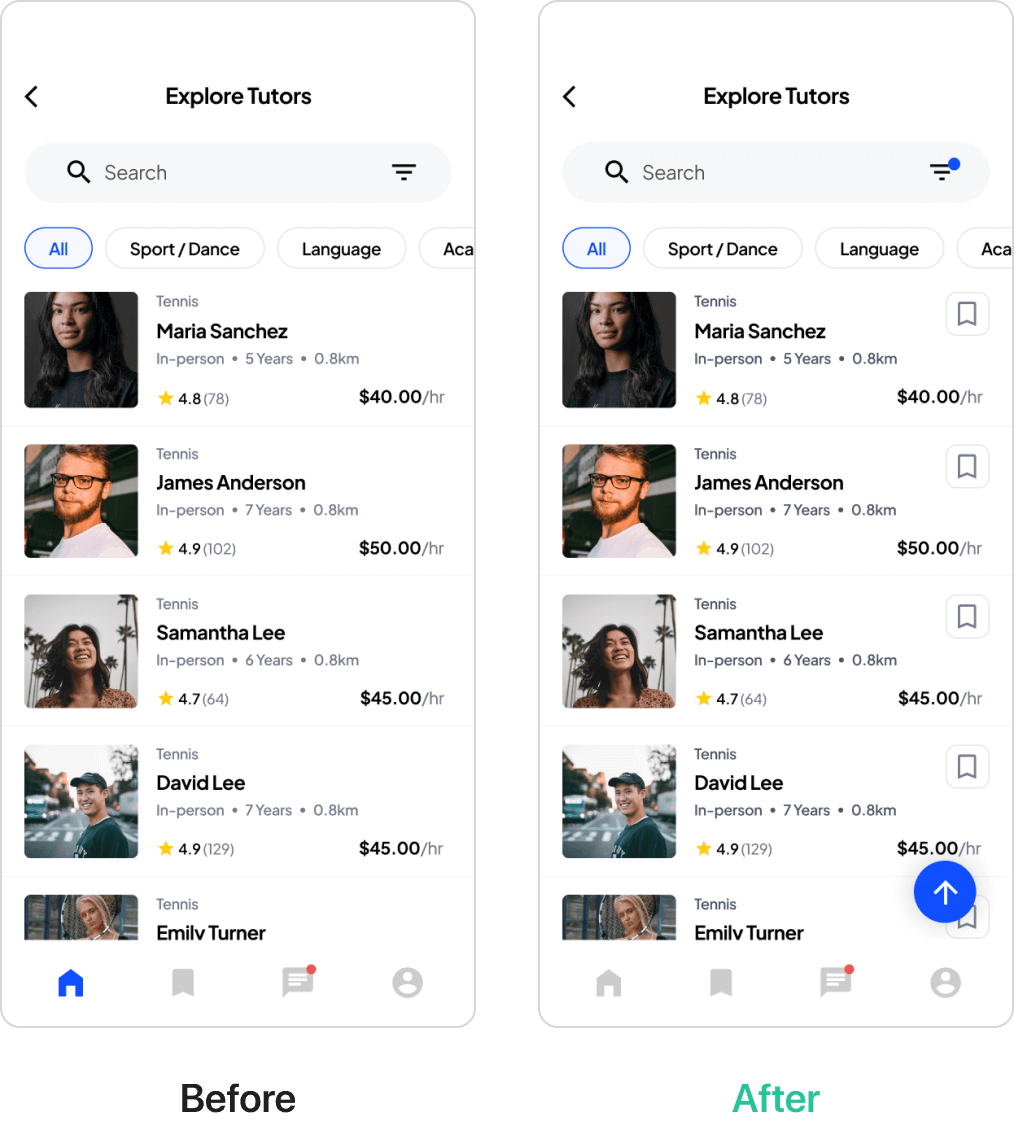 Explore Tutors
Search
All
Sport / Dance
Language
Aca
Tennis
Maria Sanchez
In-person • 5 Years • 0.8km
4.8 (78)
$40.00/hr
Tennis
James Anderson
In-person • 7 Years • 0.8km
4.9 (102)
$50.00/hr
Tennis
Samantha Lee
In-person • 6 Years • 0.8km
4.7 (64)
$45.00/hr
Tennis
David Lee
In-person • 7 Years • 0.8km
4.9 (129)
$45.00/hr
Tennis
Emily Turner
Before
Explore Tutors
Search
All
Sport / Dance
Language
Aca
Tennis
Maria Sanchez
In-person • 5 Years • 0.8km
4.8 (78)
$40.00/hr
Tennis
James Anderson
In-person • 7 Years • 0.8km
4.9 (102)
$50.00/hr
Tennis
Samantha Lee
In-person • 6 Years • 0.8km
4.7 (64)
$45.00/hr
Tennis
David Lee
In-person • 7 Years • 0.8km
4.9 (129)
$45.00/hr
Tennis
Emily Turner
After